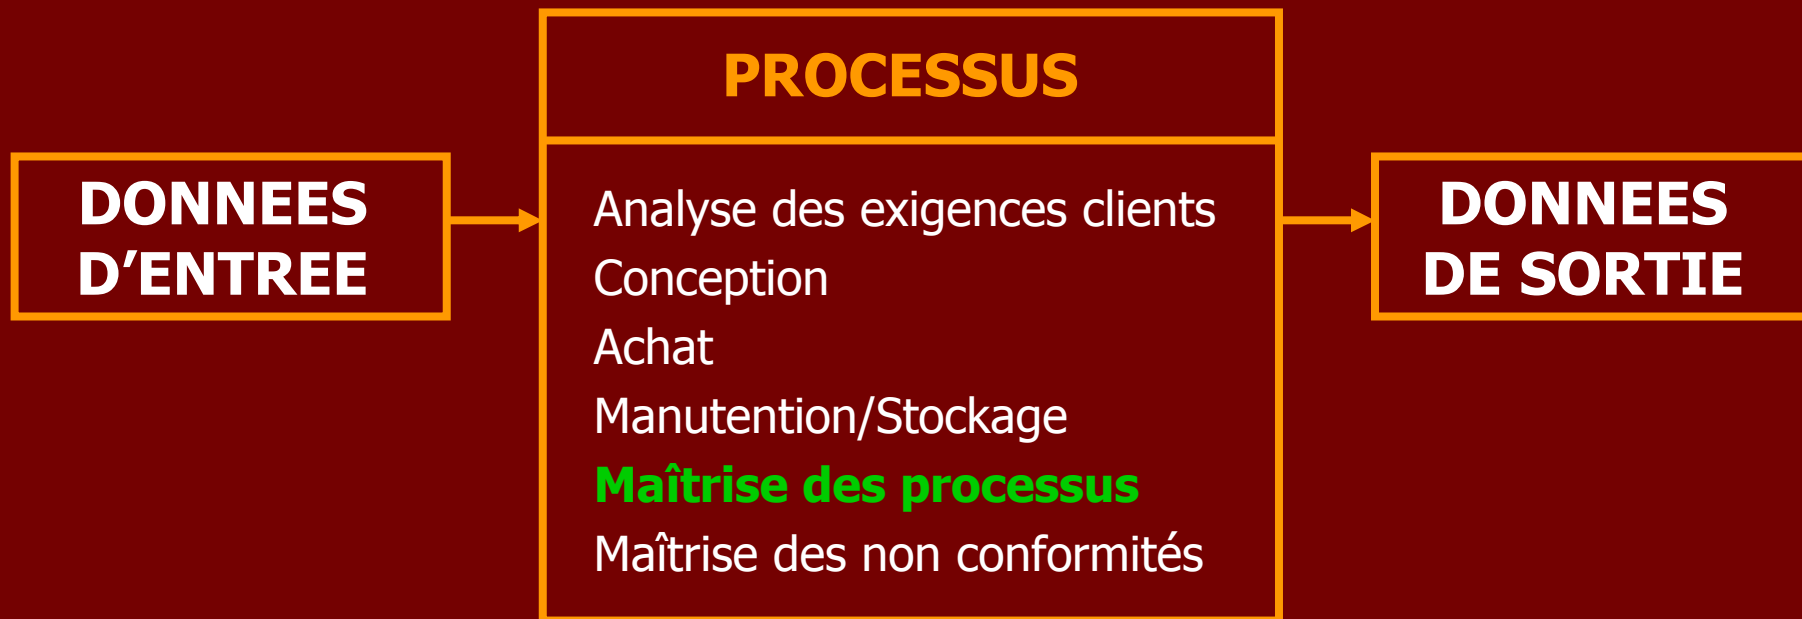 PROCESSUS
DONNEES
D’ENTREE
Analyse des exigences clients
Conception
Achat
Manutention/Stockage
Maîtrise des processus
Maîtrise des non conformités
DONNEES
DE SORTIE